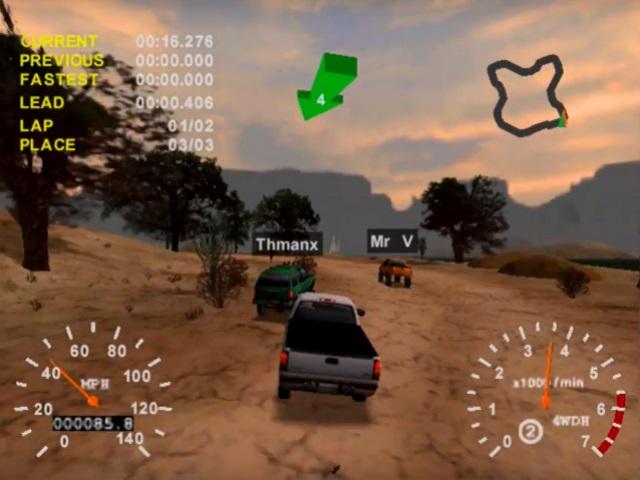 CURRENT 00:16.276
PREVIOUS 00:00.000
FASTEST 00:00.000
LEAD 00:00.406
LAP 01/02
PLACE 03/03
4
Thmanx
Mr V
0 20 40 60 80 100 120 140
MPH
000085.8
0 1 2 3 4 5 6 7
x1000/min
4WDH
2